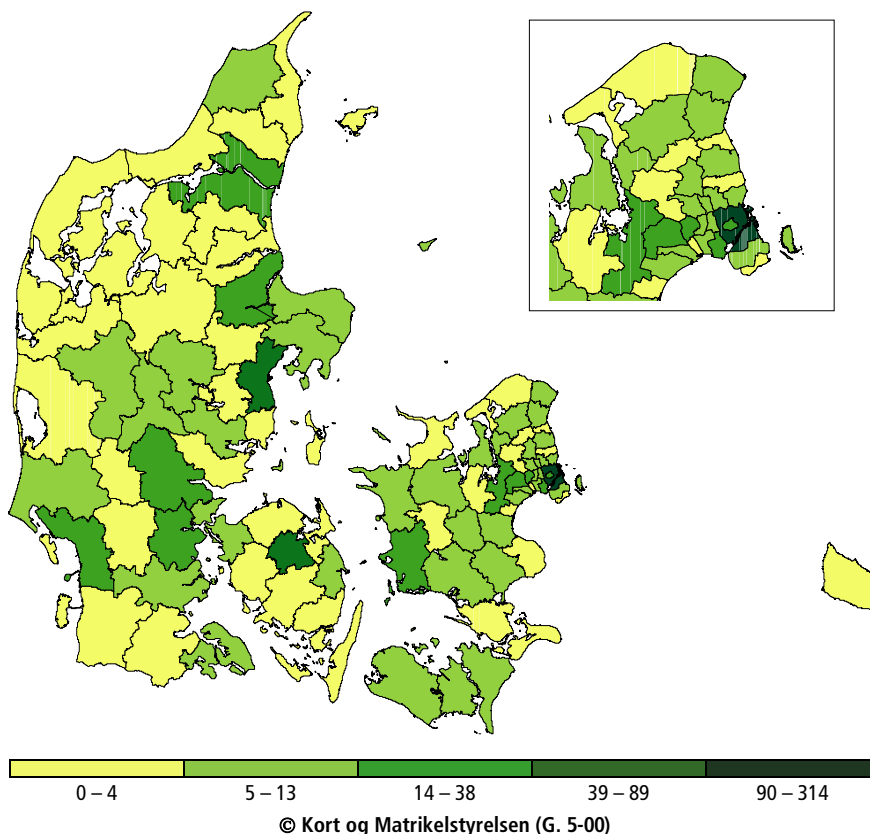 0 – 4 5 – 13 14 – 38 39 – 89 90 – 314
© Kort og Matrikelstyrelsen (G. 5-00)